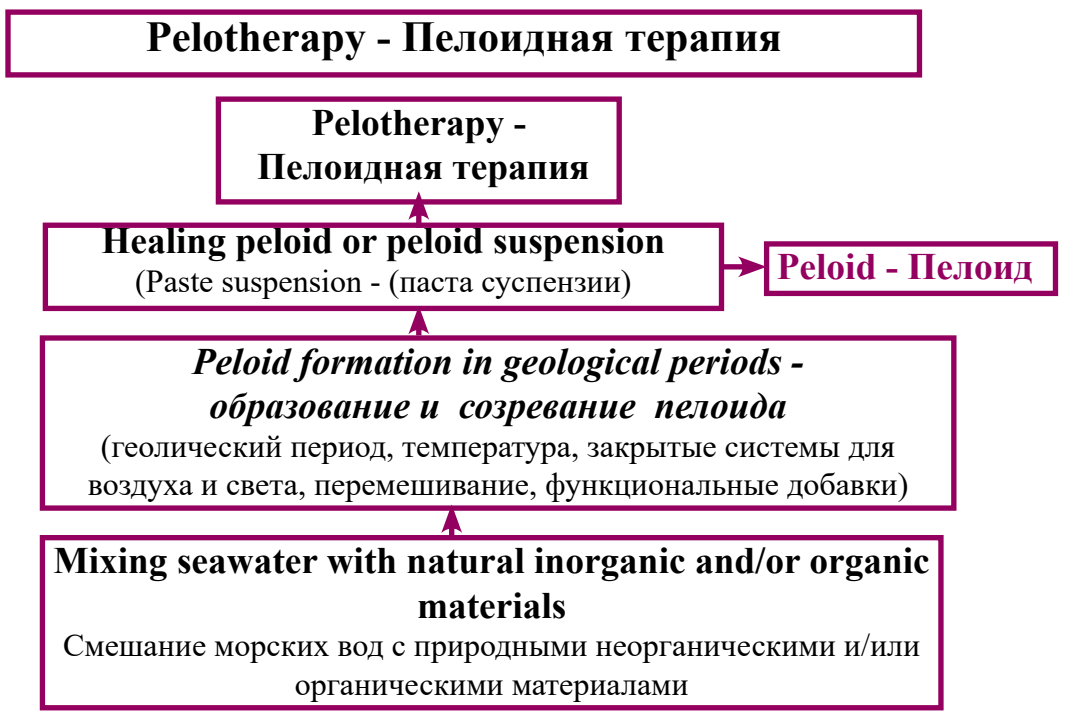 Pelotherapy - Пелоидная терапия
Pelotherapy -
Пелоидная терапия
Healing peloid or peloid suspension
(Paste suspension - (паста суспензии)
Peloid - Пелоид
Peloid formation in geological periods -
образование и созревание пелоида
(геолический период, температура, закрытые системы для
воздуха и света, перемешивание, функциональные добавки)
Mixing seawater with natural inorganic and/or organic
materials
Смешание морских вод с природными неорганическими и/или
органическими материалами